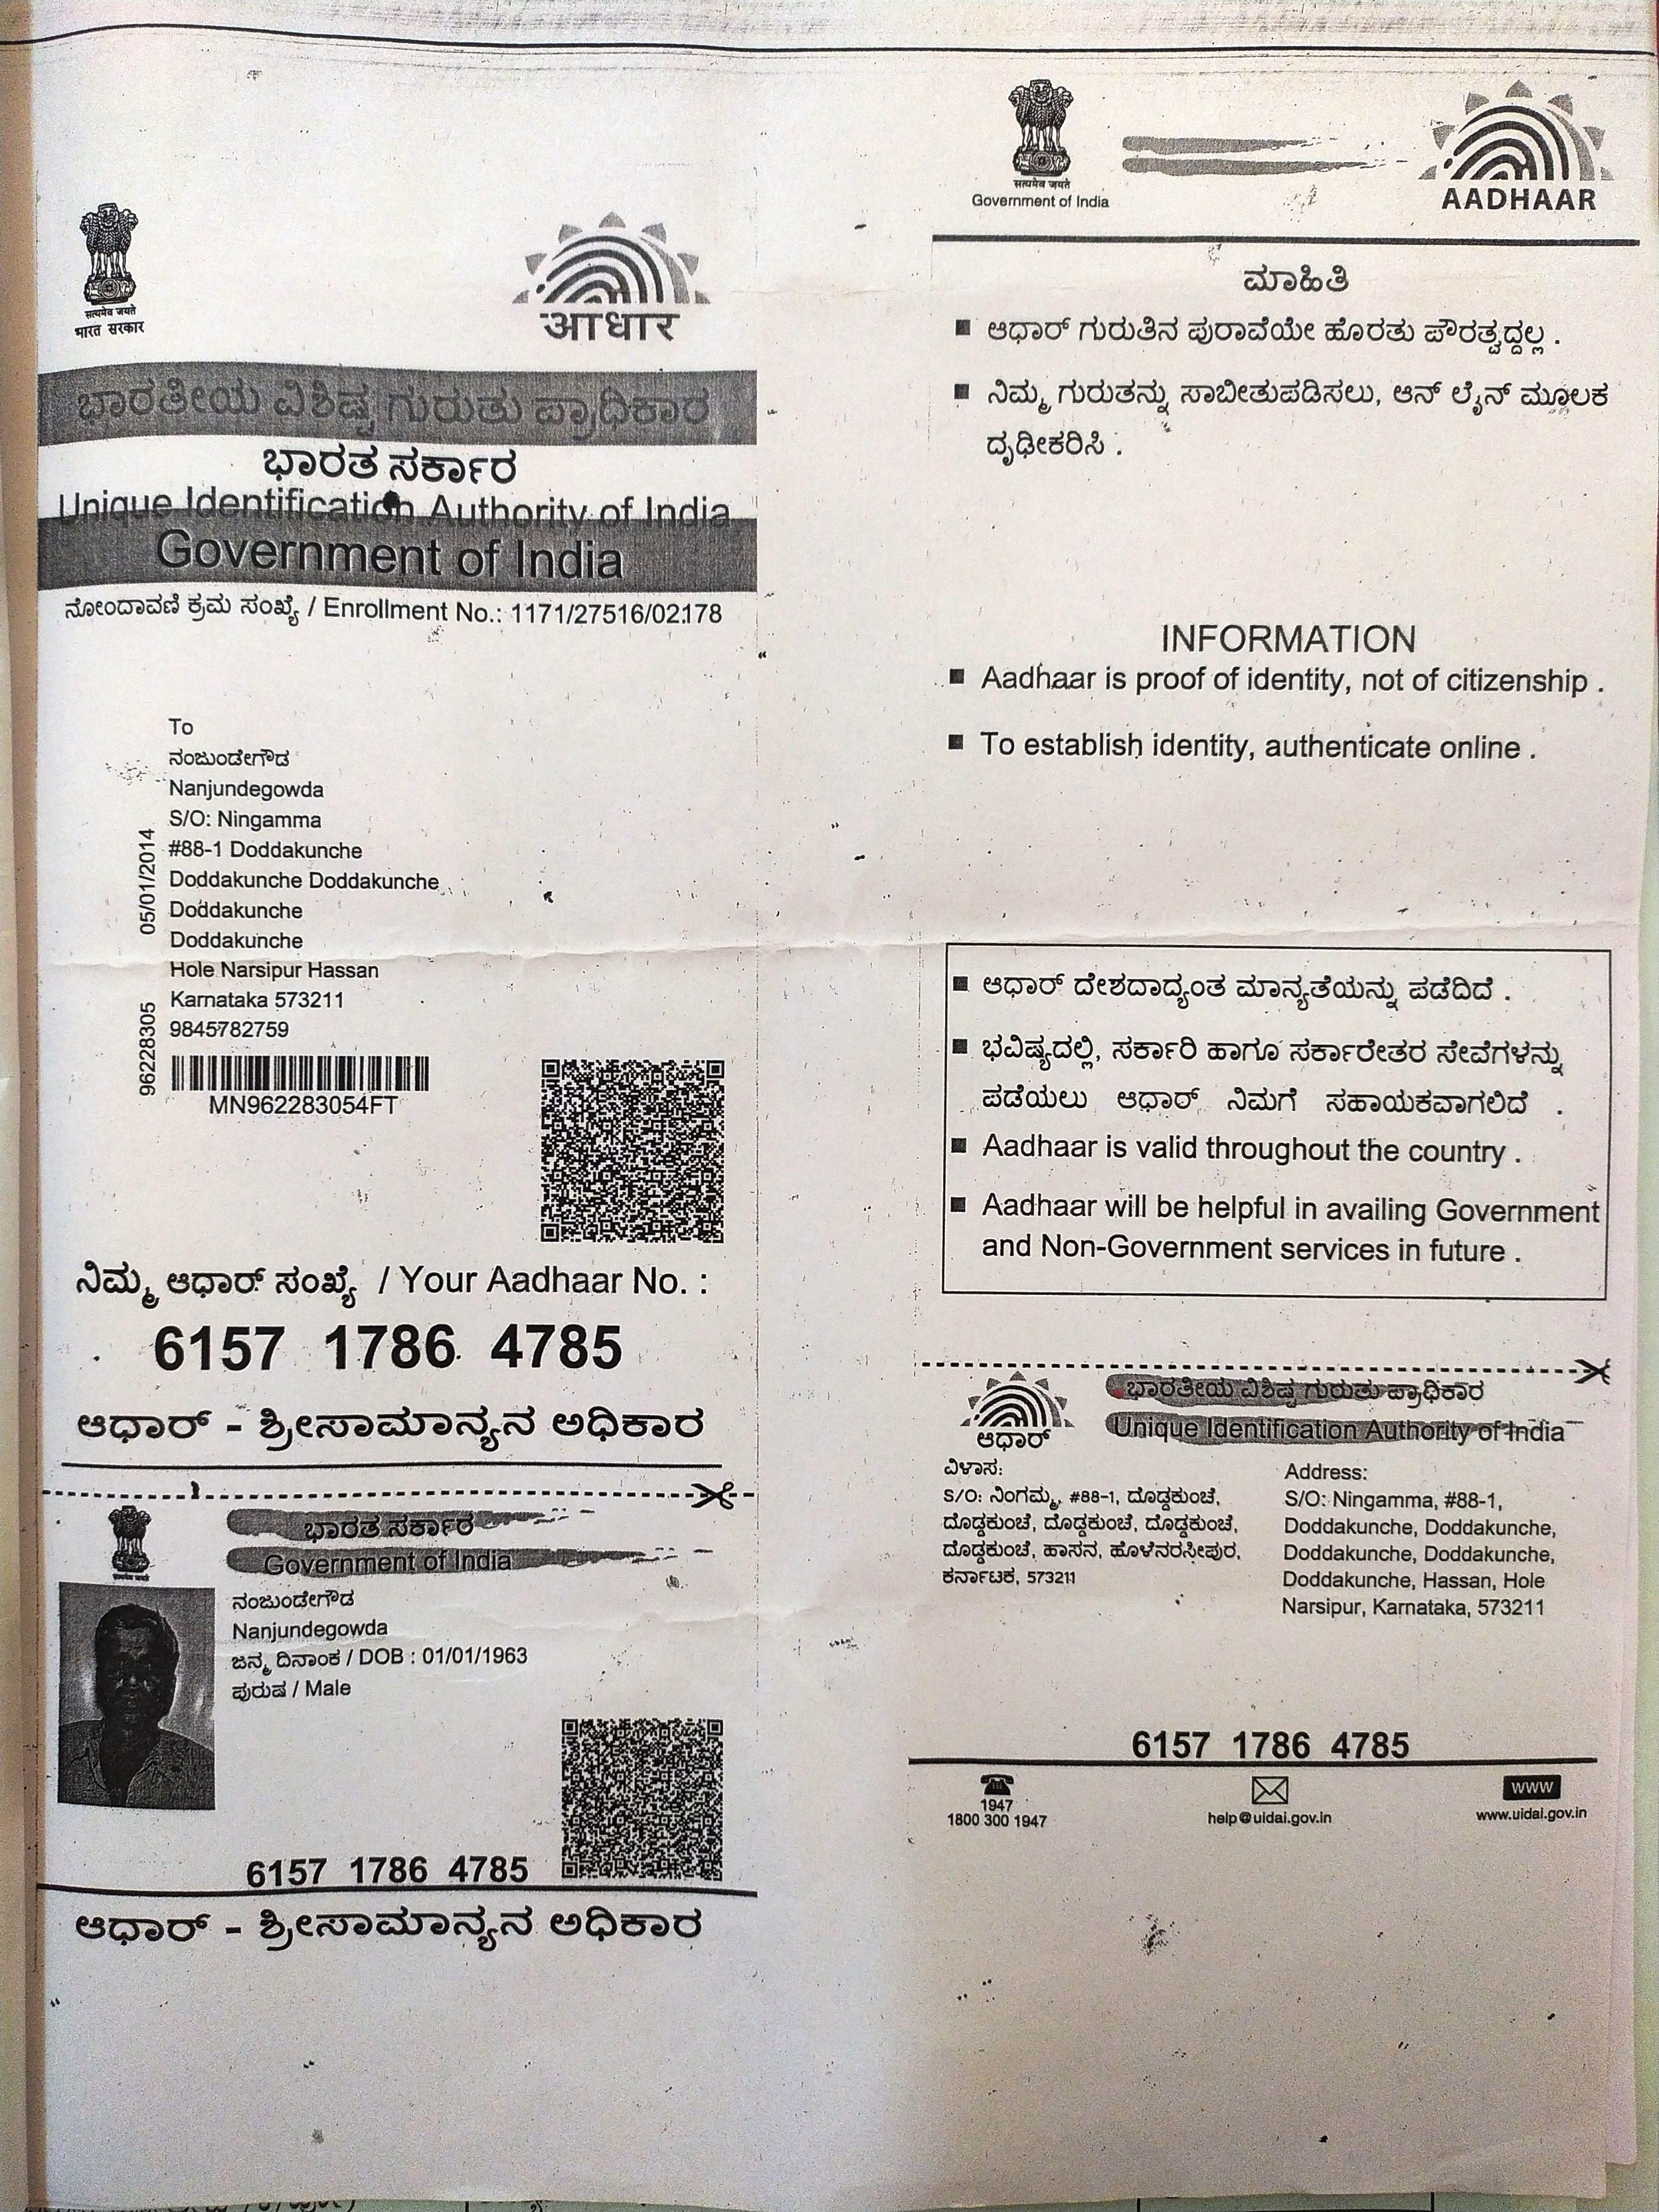 सत्यमेव जयते
भारत सरकार
आधार
ಭಾರತೀಯ ವಿಶಿಷ್ಟ ಗುರುತು ಪ್ರಾಧಿಕಾರ
ಭಾರತ ಸರ್ಕಾರ
Unique Identification Authority of India
Government of India
ನೋಂದಾವಣಿ ಕ್ರಮ ಸಂಖ್ಯೆ / Enrollment No.: 1171/27516/02178
To
ನಂಜುಂಡೇಗೌಡ
Nanjundegowda
S/O: Ningamma
#88-1 Doddakunche
Doddakunche Doddakunche
Doddakunche
Doddakunche
Hole Narsipur Hassan
Karnataka 573211
9845782759
05/01/2014
96228305
MN962283054FT
ನಿಮ್ಮ ಆಧಾರ್ ಸಂಖ್ಯೆ / Your Aadhaar No. :
6157 1786 4785
ಆಧಾರ್ - ಶ್ರೀಸಾಮಾನ್ಯನ ಅಧಿಕಾರ
ಭಾರತ ಸರ್ಕಾರ
Government of India
ನಂಜುಂಡೇಗೌಡ
Nanjundegowda
ಜನ್ಮ ದಿನಾಂಕ / DOB : 01/01/1963
ಪುರುಷ / Male
6157 1786 4785
ಆಧಾರ್ - ಶ್ರೀಸಾಮಾನ್ಯನ ಅಧಿಕಾರ
सत्यमेव जयते
Government of India
AADHAAR
ಮಾಹಿತಿ
ಆಧಾರ್ ಗುರುತಿನ ಪುರಾವೆಯೇ ಹೊರತು ಪೌರತ್ವದ್ದಲ್ಲ .
ನಿಮ್ಮ ಗುರುತನ್ನು ಸಾಬೀತುಪಡಿಸಲು, ಆನ್ ಲೈನ್ ಮೂಲಕ
ದೃಢೀಕರಿಸಿ .
INFORMATION
Aadhaar is proof of identity, not of citizenship .
To establish identity, authenticate online .
ಆಧಾರ್ ದೇಶದಾದ್ಯಂತ ಮಾನ್ಯತೆಯನ್ನು ಪಡೆದಿದೆ .
ಭವಿಷ್ಯದಲ್ಲಿ, ಸರ್ಕಾರಿ ಹಾಗೂ ಸರ್ಕಾರೇತರ ಸೇವೆಗಳನ್ನು
ಪಡೆಯಲು ಆಧಾರ್ ನಿಮಗೆ ಸಹಾಯಕವಾಗಲಿದೆ .
Aadhaar is valid throughout the country .
Aadhaar will be helpful in availing Government
and Non-Government services in future .
ಆಧಾರ್
ಭಾರತೀಯ ವಿಶಿಷ್ಟ ಗುರುತು ಪ್ರಾಧಿಕಾರ
Unique Identification Authority of India
ವಿಳಾಸ:
S/O: ನಿಂಗಮ್ಮ, #88-1, ದೊಡ್ಡಕುಂಚೆ,
ದೊಡ್ಡಕುಂಚೆ, ದೊಡ್ಡಕುಂಚೆ, ದೊಡ್ಡಕುಂಚೆ,
ದೊಡ್ಡಕುಂಚೆ, ಹಾಸನ, ಹೊಳೆನರಸೀಪುರ,
ಕರ್ನಾಟಕ, 573211
Address:
S/O: Ningamma, #88-1,
Doddakunche, Doddakunche,
Doddakunche, Doddakunche,
Doddakunche, Hassan, Hole
Narsipur, Karnataka, 573211
6157 1786 4785
1947
1800 300 1947
help@uidai.gov.in
www
www.uidai.gov.in